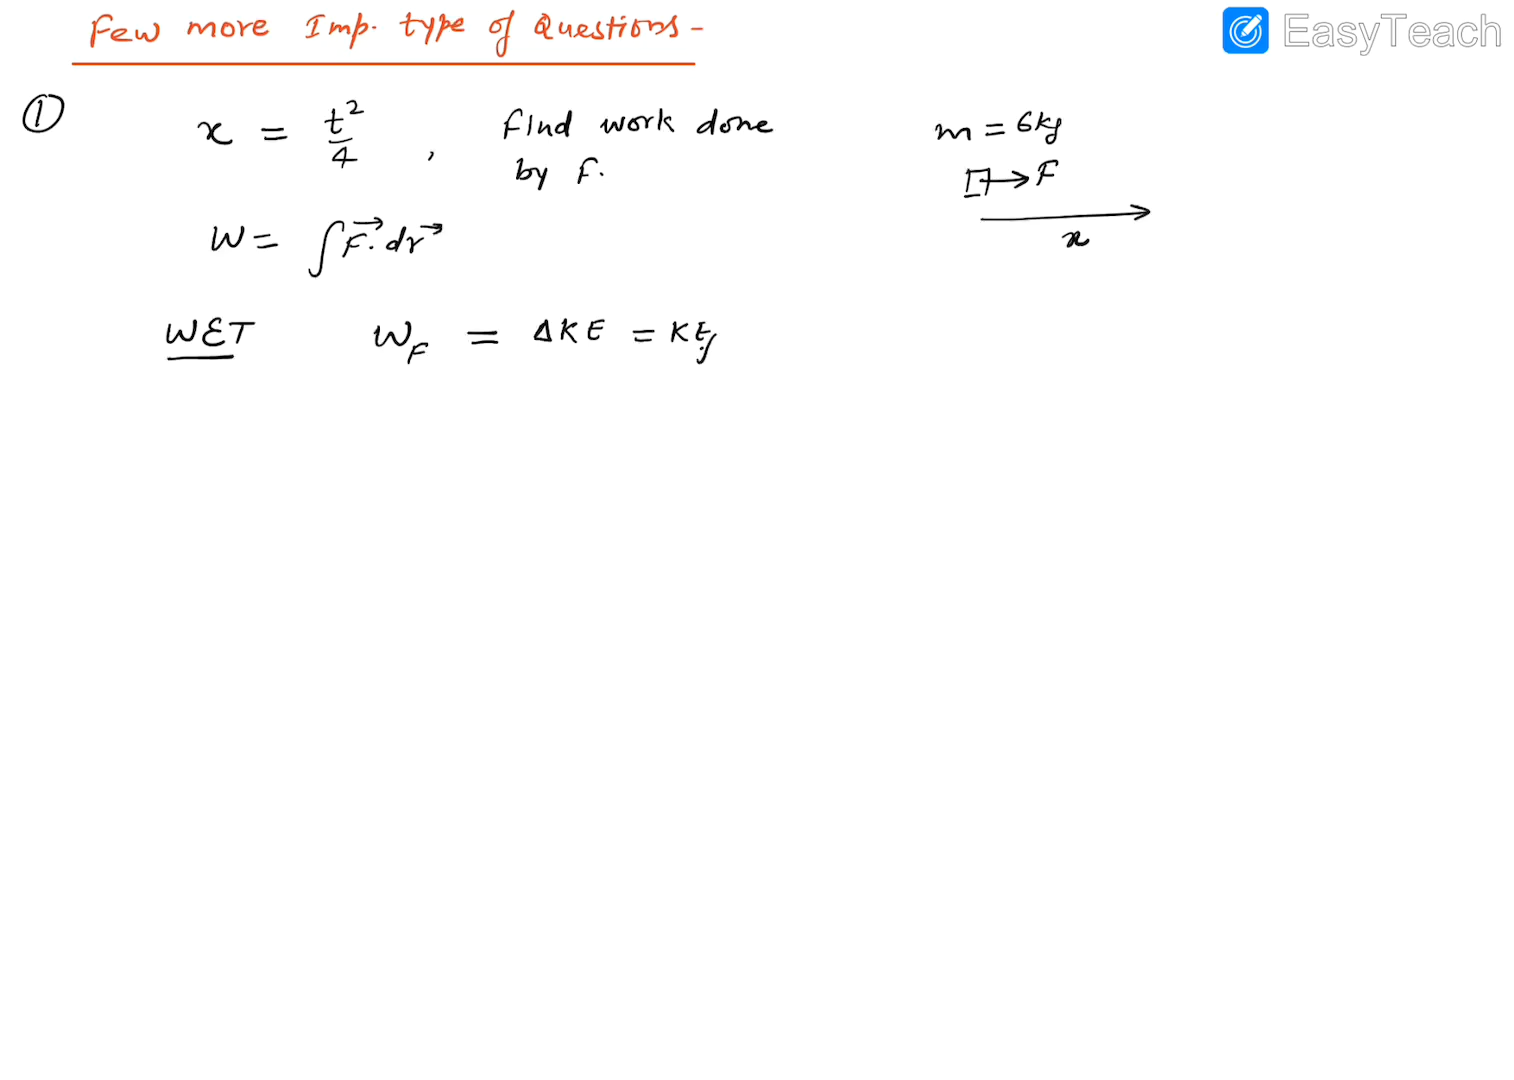 Few more Imp. type of Questions -
EasyTeach
① x = t²/4 , Find work done by F.
m = 6kg
→ F
x
W = ∫ F⃗. dr⃗
WET W_F = ΔKE = KE_f